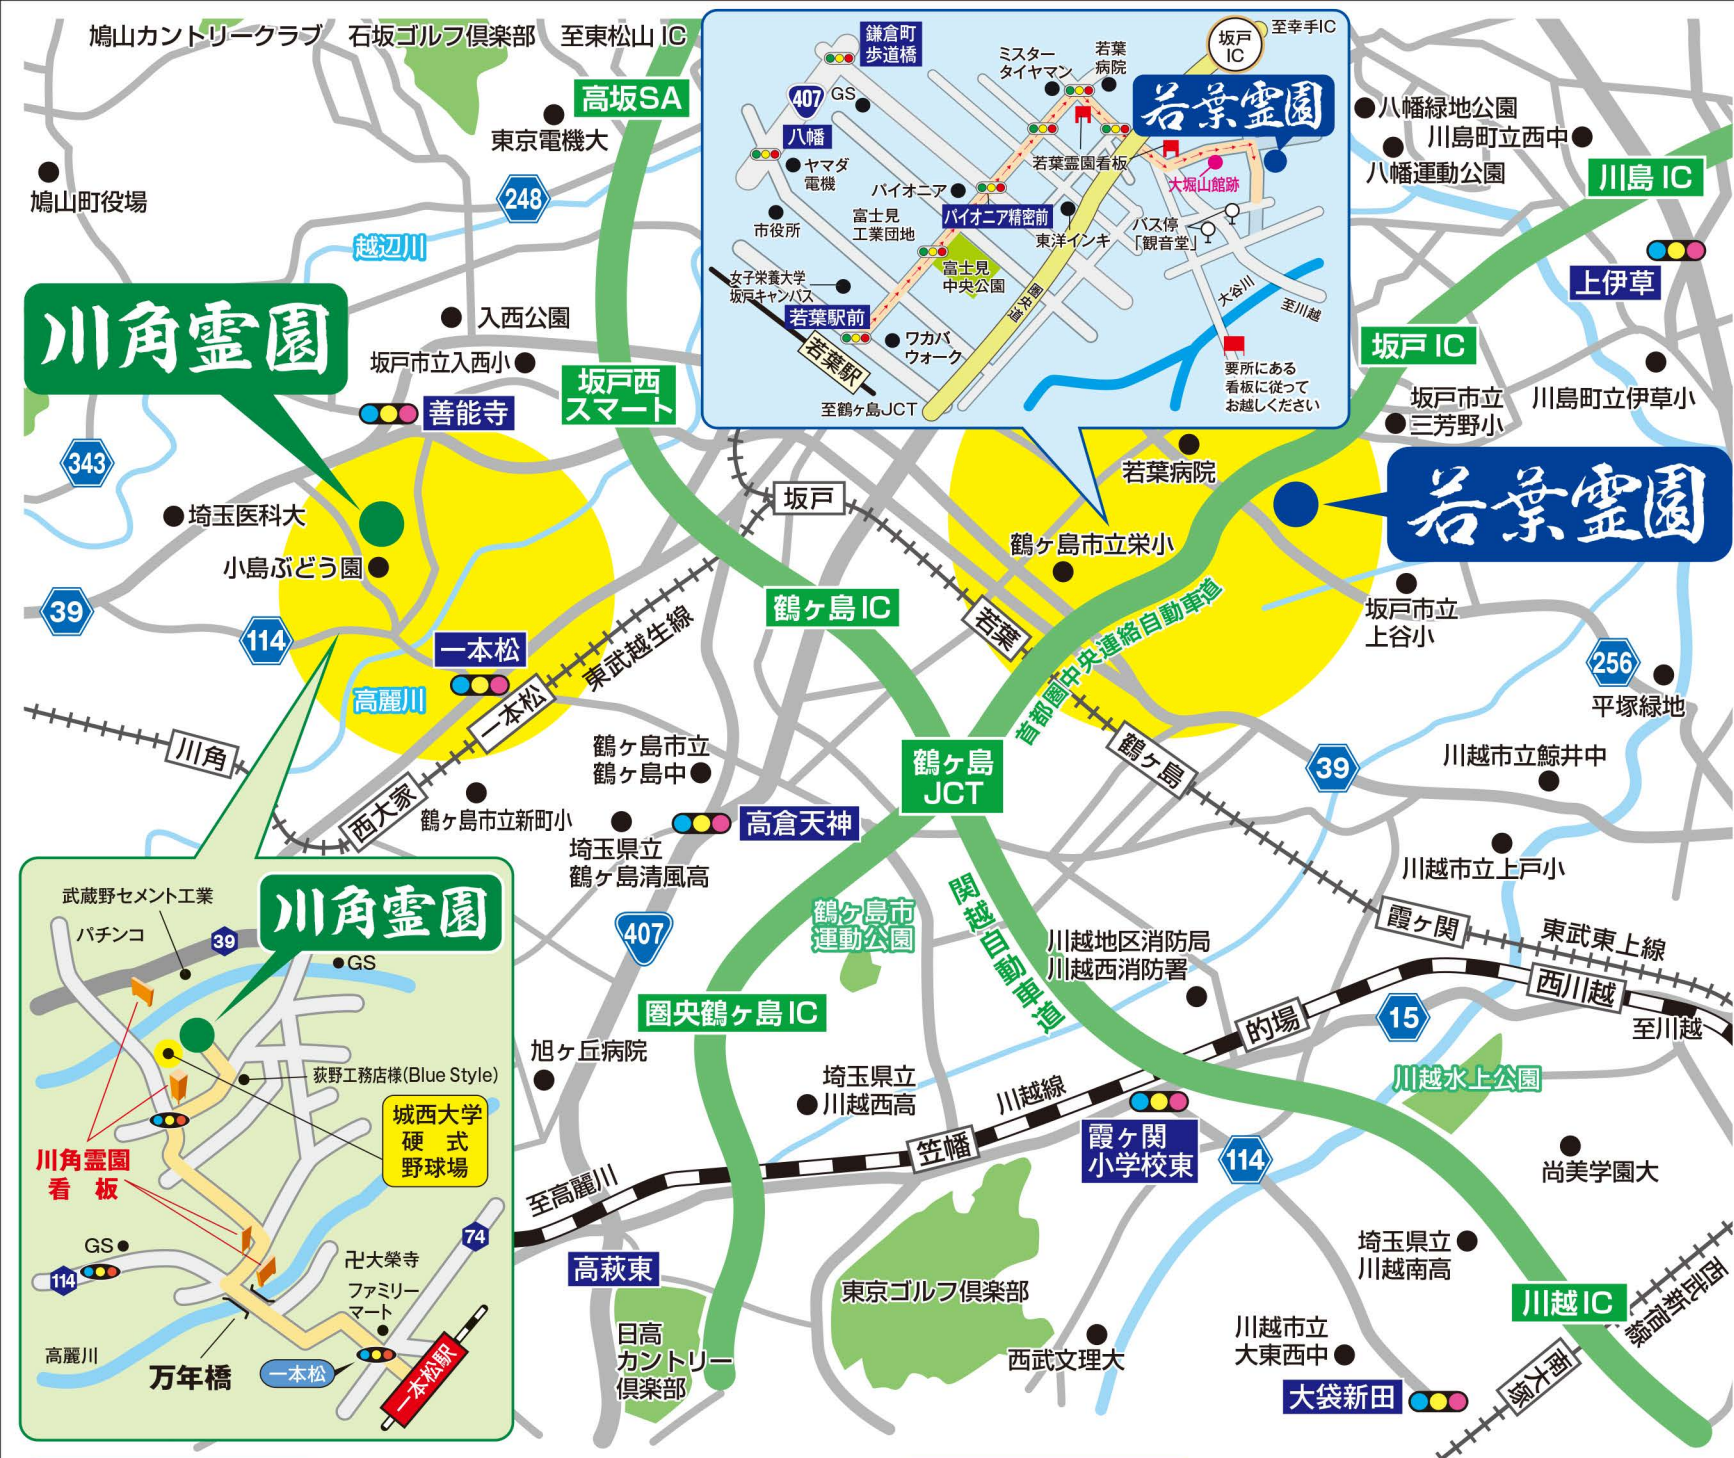 鳩山カントリークラブ
石坂ゴルフ倶楽部
至東松山IC
高坂SA
東京電機大
鳩山町役場
248
越辺川
川角霊園
入西公園
坂戸市立入西小
坂戸西
スマート
善能寺
343
埼玉医科大
小島ぶどう園
39
114
一本松
高麗川
一本松
東武越生線
川角
西大家
鶴ヶ島市立新町小
坂戸
鶴ヶ島IC
鶴ヶ島市立
鶴ヶ島中
埼玉県立
鶴ヶ島清風高
高倉天神
鶴ヶ島
JCT
407
鶴ヶ島市
運動公園
圏央鶴ヶ島IC
関越自動車道
旭ヶ丘病院
埼玉県立
川越西高
川越地区消防局
川越西消防署
至高麗川
川越線
笠幡
的場
霞ヶ関
小学校東
114
高萩東
日高
カントリー
倶楽部
東京ゴルフ倶楽部
西武文理大
川越市立
大東西中
大袋新田
埼玉県立
川越南高
川越IC
西武新宿線
南大塚
尚美学園大
川越水上公園
15
西川越
至川越
東武東上線
霞ヶ関
川越市立上戸小
川越市立鯨井中
39
鶴ヶ島
平塚緑地
256
坂戸市立
上谷小
首都圏中央連絡自動車道
若葉
鶴ヶ島市立栄小
若葉病院
若葉霊園
坂戸市立
三芳野小
川島町立伊草小
坂戸IC
上伊草
川島IC
八幡緑地公園
川島町立西中
八幡運動公園
鎌倉町
歩道橋
407
GS
八幡
ヤマダ
電機
市役所
パイオニア
パイオニア精密前
富士見
工業団地
富士見
中央公園
東洋インキ
女子栄養大学
坂戸キャンパス
若葉駅前
若葉駅
ワカバ
ウォーク
至鶴ヶ島JCT
圏央道
ミスター
タイヤマン
若葉
病院
坂戸
IC
至幸手IC
若葉霊園
若葉霊園看板
大堀山館跡
バス停
「観音堂」
大谷川
至川越
要所にある
看板に従って
お越しください
武蔵野セメント工業
パチンコ
39
川角霊園
GS
荻野工務店様(Blue Style)
城西大学
硬 式
野球場
川角霊園
看 板
GS
114
74
卍大榮寺
ファミリー
マート
高麗川
万年橋
一本松
一本松駅